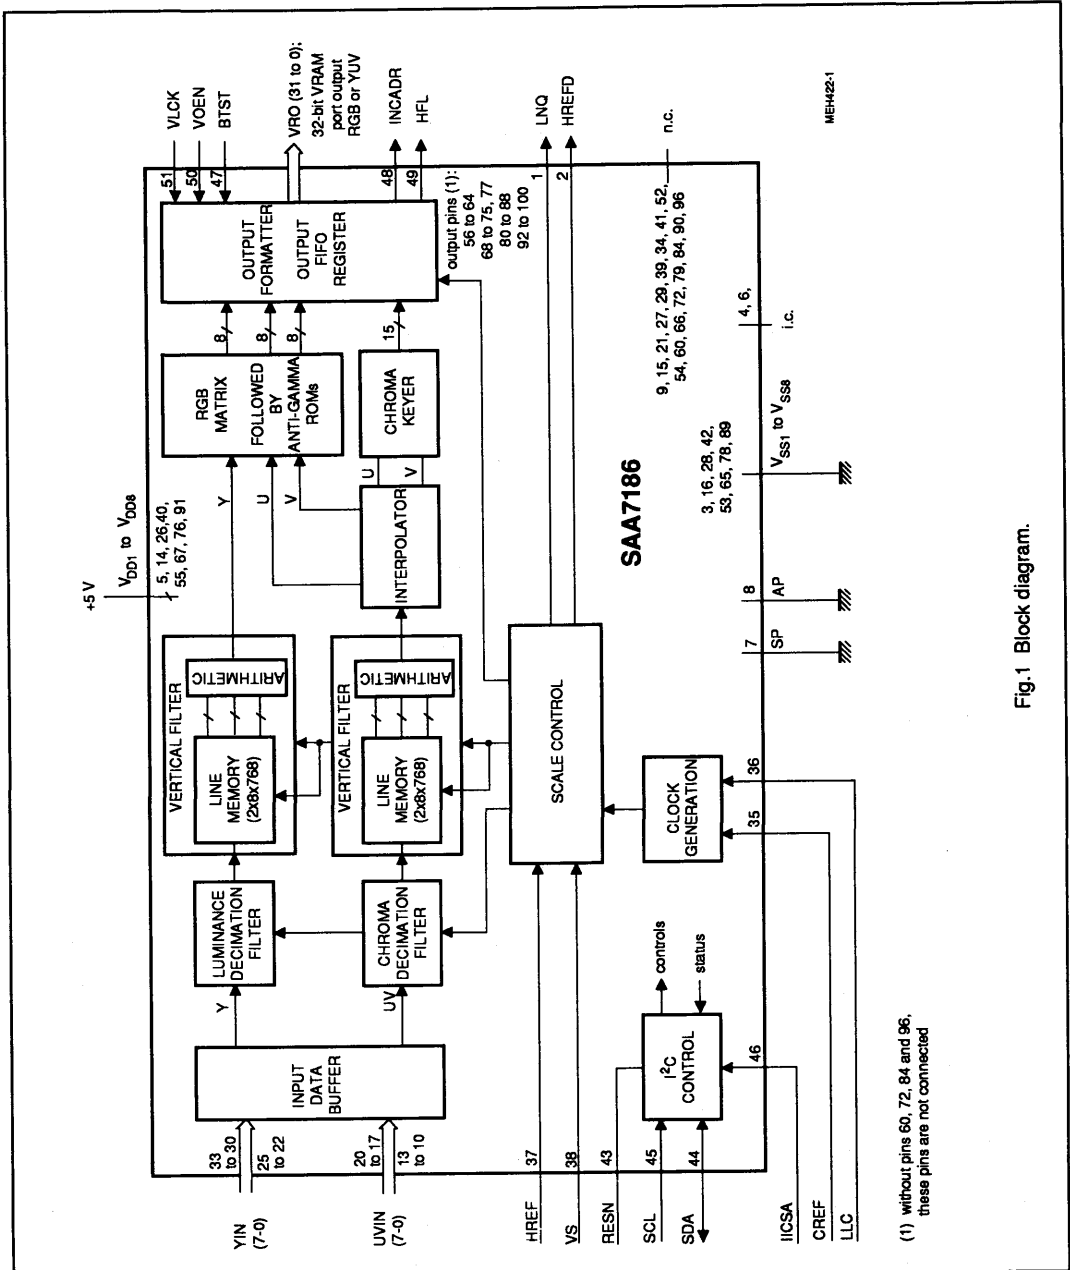 +5 V
VDD1 to VDD8
5, 14, 26,40,
55, 67, 76, 91
VLCK
VOEN
BTST
51
50
47
VRO (31 to 0);
32-bit VRAM
port output
RGB or YUV
INCADR
HFL
48
49
output pins (1):
56 to 64
68 to 75, 77
80 to 88
92 to 100
LNQ
HREFD
1
2
n.c.
9, 15, 21, 27, 29, 39, 34, 41, 52,
54, 60, 66, 72, 79, 84, 90, 96
4, 6,
i.c.
3, 16, 28, 42,
53, 65, 78, 89
VSS1 to VSS8
8
AP
7
SP
SAA7186
MEH422-1
OUTPUT
FORMATTER
OUTPUT
FIFO
REGISTER
8
8
8
15
RGB
MATRIX
FOLLOWED
BY
ANTI-GAMMA
ROMs
CHROMA
KEYER
Y
U
V
U
V
INTERPOLATOR
VERTICAL FILTER
ARITHMETIC
LINE
MEMORY
(2x8x768)
VERTICAL FILTER
ARITHMETIC
LINE
MEMORY
(2x8x768)
SCALE CONTROL
CLOCK
GENERATION
36
35
LUMINANCE
DECIMATION
FILTER
CHROMA
DECIMATION
FILTER
Y
UV
INPUT
DATA
BUFFER
controls
status
I²C
CONTROL
46
33
to 30
25
to 22
20
to 17
13
to 10
37
38
43
45
44
YIN
(7-0)
UVIN
(7-0)
HREF
VS
RESN
SCL
SDA
IICSA
CREF
LLC
(1) without pins 60, 72, 84 and 96,
these pins are not connected
Fig.1 Block diagram.